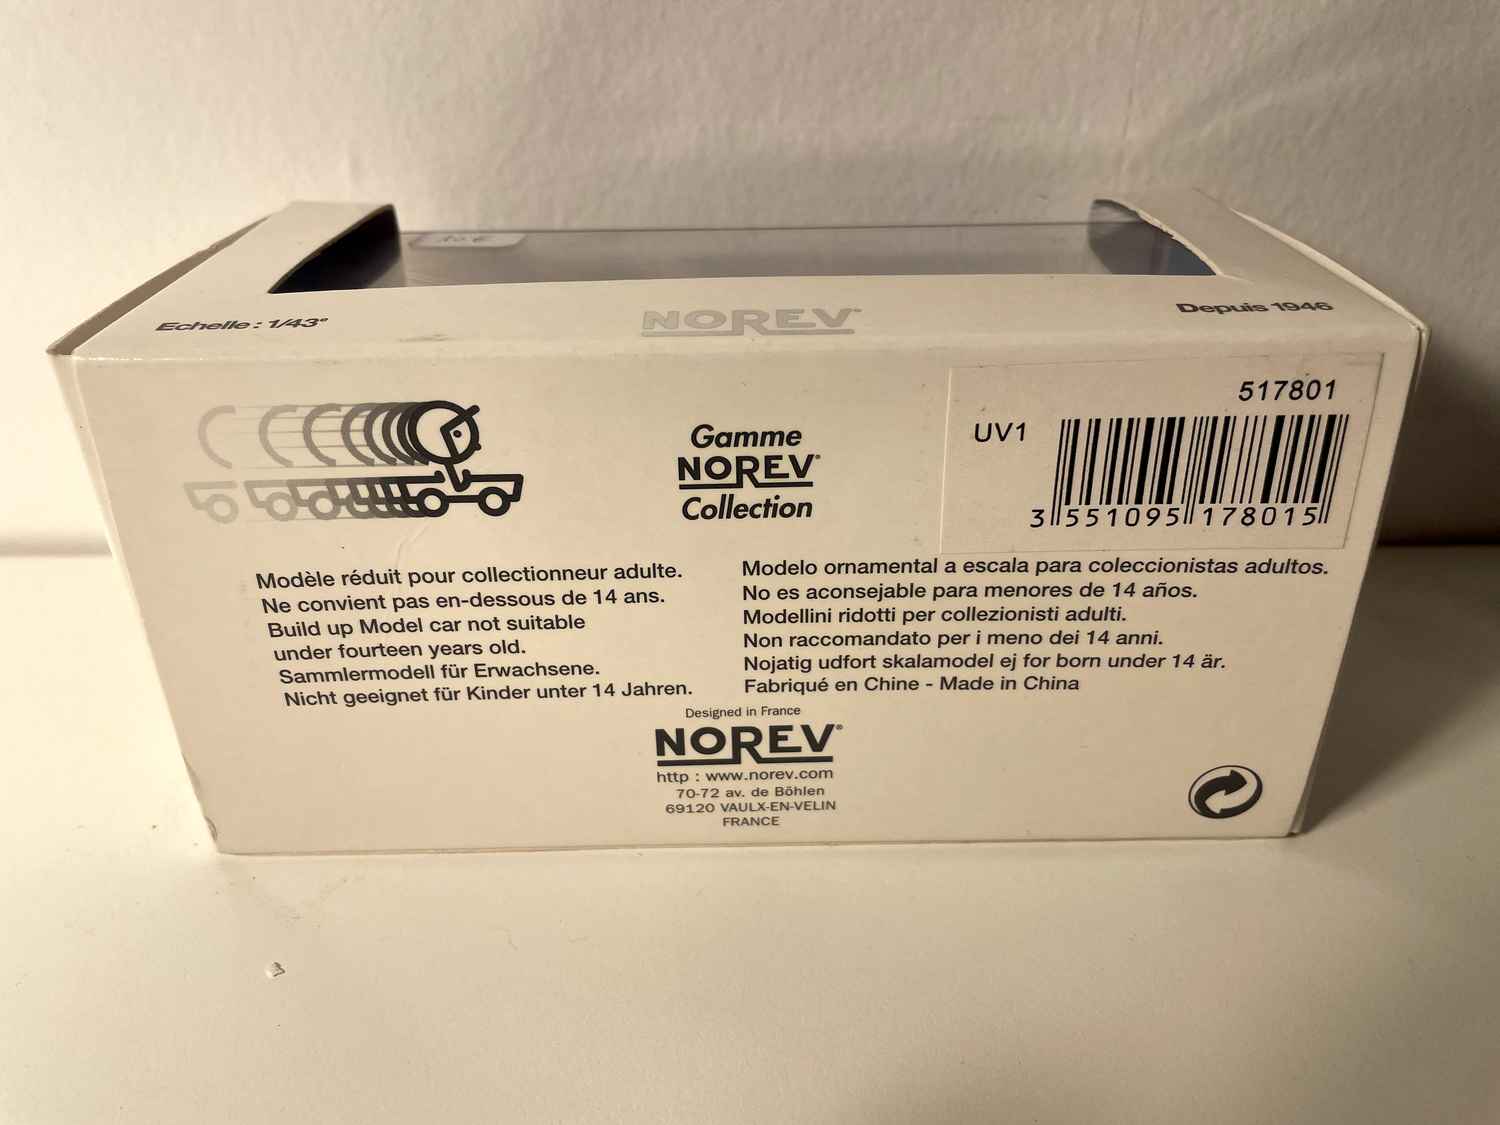 Echelle : 1/43°
NOREV®
Depuis 1946
517801
UV1
3 551095 178015
Gamme
NOREV®
Collection
Modèle réduit pour collectionneur adulte.
Ne convient pas en-dessous de 14 ans.
Build up Model car not suitable
under fourteen years old.
Sammlermodell für Erwachsene.
Nicht geeignet für Kinder unter 14 Jahren.
Modelo ornamental a escala para coleccionistas adultos.
No es aconsejable para menores de 14 años.
Modellini ridotti per collezionisti adulti.
Non raccomandato per i meno dei 14 anni.
Nojatig udfort skalamodel ej for born under 14 är.
Fabriqué en Chine - Made in China
Designed in France
NOREV®
http : www.norev.com
70-72 av. de Böhlen
69120 VAULX-EN-VELIN
FRANCE